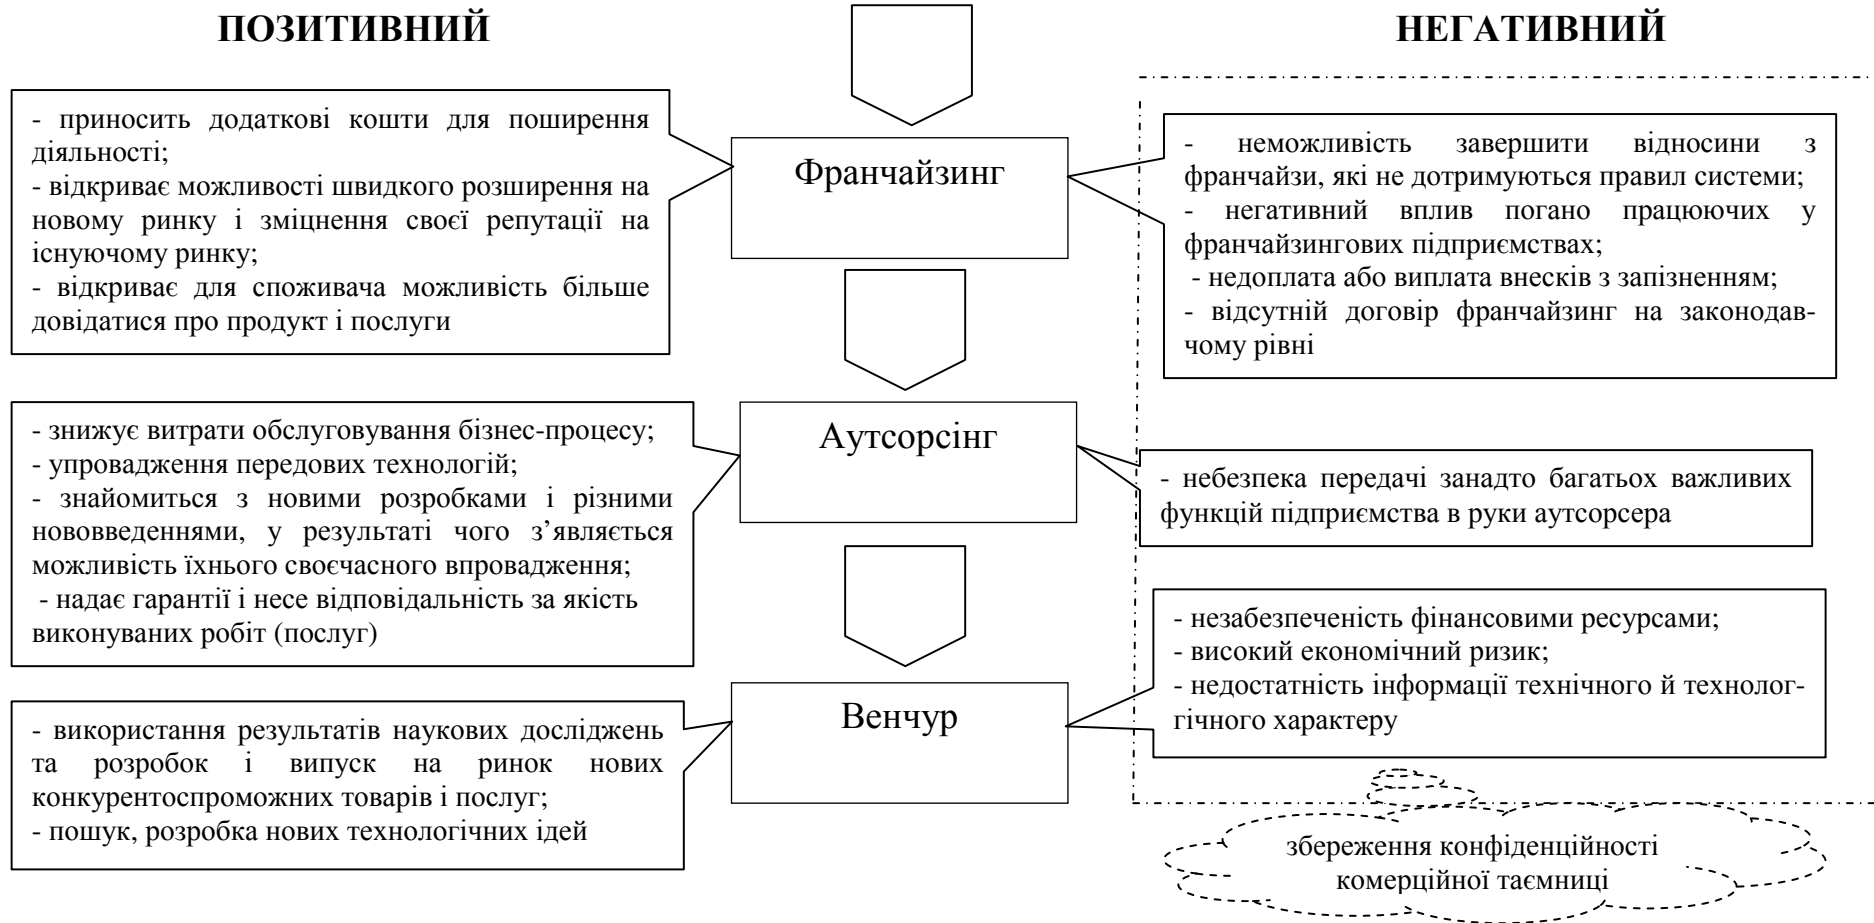 ПОЗИТИВНИЙ
НЕГАТИВНИЙ
- приносить додаткові кошти для поширення
діяльності;
- відкриває можливості швидкого розширення на
новому ринку і зміцнення своєї репутації на
існуючому ринку;
- відкриває для споживача можливість більше
довідатися про продукт і послуги
Франчайзинг
- неможливість завершити відносини з
франчайзи, які не дотримуються правил системи;
- негативний вплив погано працюючих у
франчайзингових підприємствах;
- недоплата або виплата внесків з запізненням;
- відсутній договір франчайзинг на законодав-
чому рівні
- знижує витрати обслуговування бізнес-процесу;
- упровадження передових технологій;
- знайомиться з новими розробками і різними
нововведеннями, у результаті чого з’являється
можливість їхнього своєчасного впровадження;
- надає гарантії і несе відповідальність за якість
виконуваних робіт (послуг)
Аутсорсінг
- небезпека передачі занадто багатьох важливих
функцій підприємства в руки аутсорсера
- використання результатів наукових досліджень
та розробок і випуск на ринок нових
конкурентоспроможних товарів і послуг;
- пошук, розробка нових технологічних ідей
Венчур
- незабезпеченість фінансовими ресурсами;
- високий економічний ризик;
- недостатність інформації технічного й технолог-
гічного характеру
збереження конфіденційності
комерційної таємниці